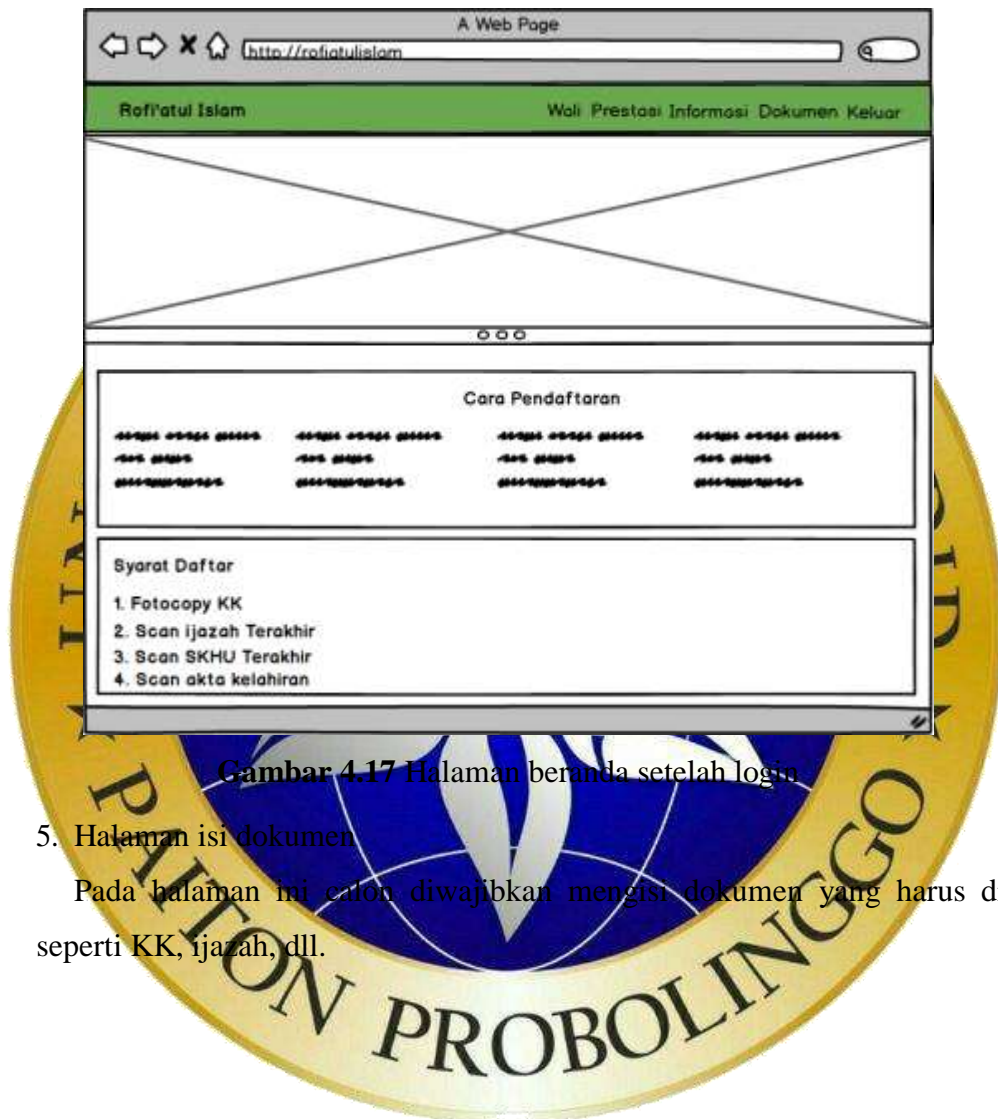 A Web Page
http://rofiatulislam
Rofi'atul Islam Wali Prestasi Informasi Dokumen Keluar
Cara Pendaftaran
Syarat Daftar
1. Fotocopy KK
2. Scan ijazah Terakhir
3. Scan SKHU Terakhir
4. Scan akta kelahiran
Gambar 4.17 Halaman beranda setelah login
5. Halaman isi dokumen
Pada halaman ini calon diwajibkan mengisi dokumen yang harus d
seperti KK, ijazah, dll.
PAITON PROBOLINGGO